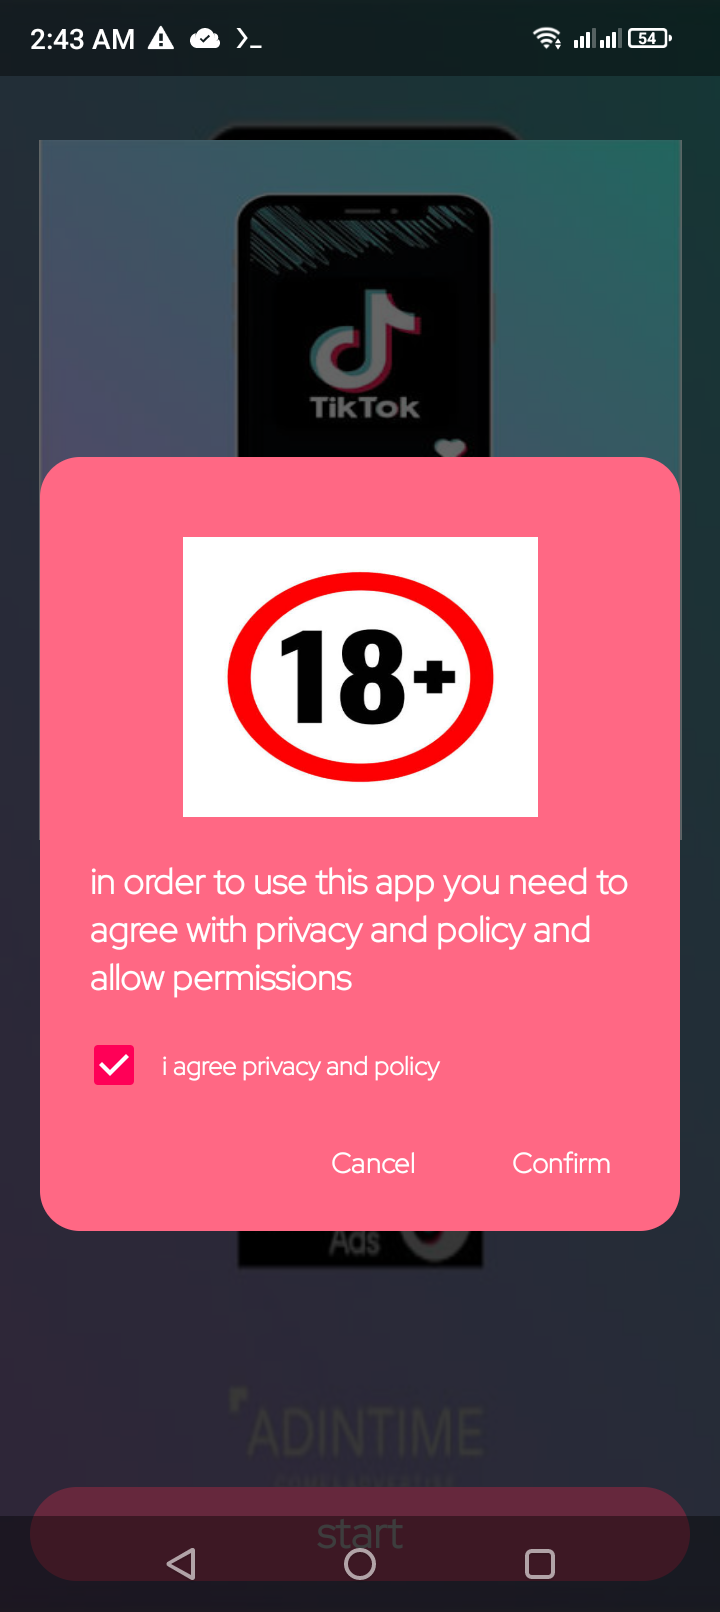 2:43 AM
54
TikTok
18+
in order to use this app you need to
agree with privacy and policy and
allow permissions
i agree privacy and policy
Cancel
Confirm
Ads
ADINTIME
start